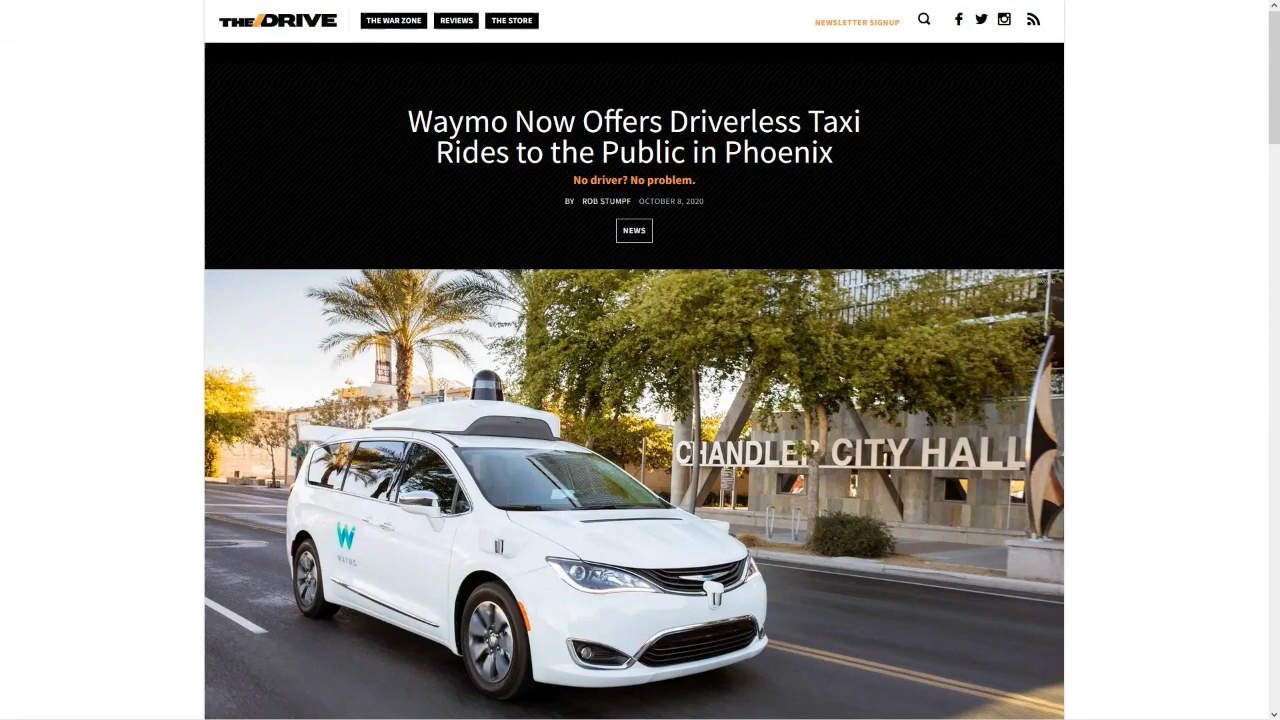 THE/DRIVE
THE WAR ZONE
REVIEWS
THE STORE
NEWSLETTER SIGNUP
Waymo Now Offers Driverless Taxi
Rides to the Public in Phoenix
No driver? No problem.
BY ROB STUMPF OCTOBER 8, 2020
NEWS
CHANDLER CITY HALL
WAYMO